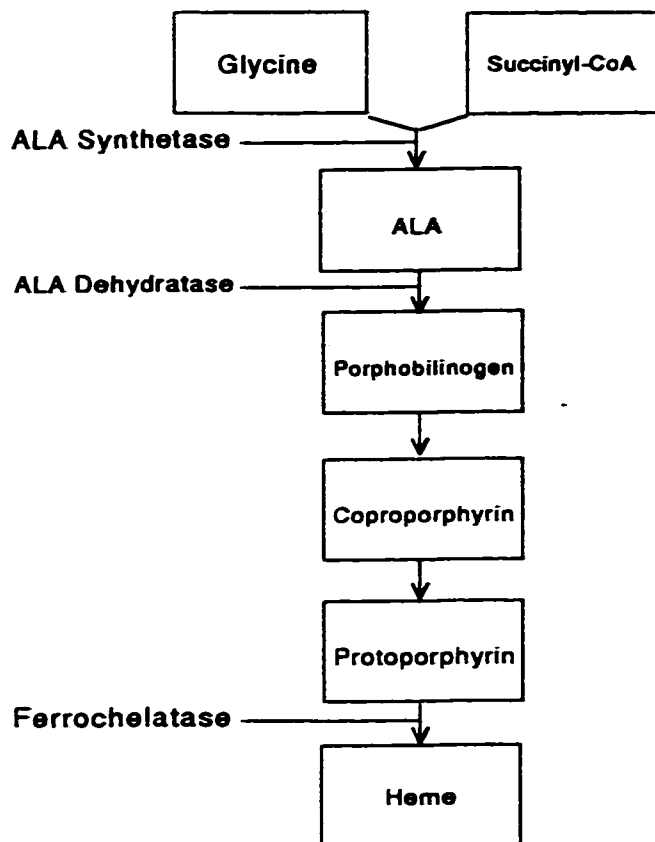 Glycine
Succinyl-CoA
ALA Synthetase
ALA
ALA Dehydratase
Porphobilinogen
Coproporphyrin
Protoporphyrin
Ferrochelatase
Heme